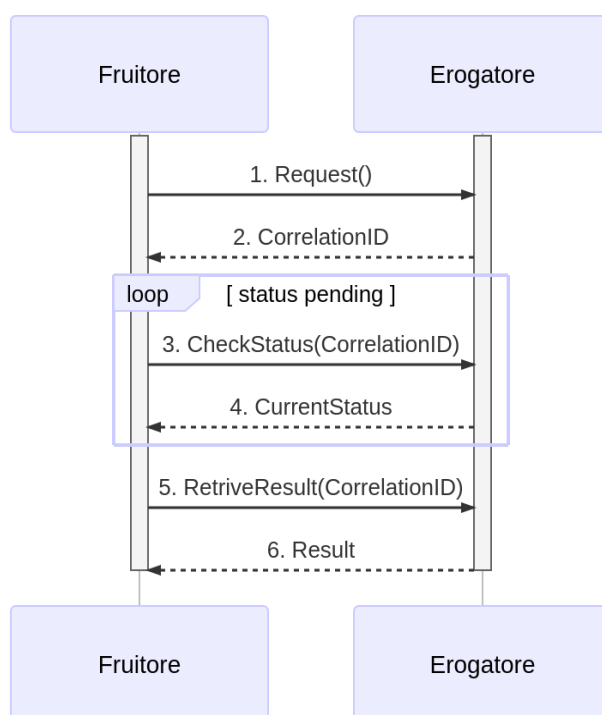 Fruitore Erogatore
1. Request()
2. CorrelationID
loop [ status pending ]
3. CheckStatus(CorrelationID)
4. CurrentStatus
5. RetriveResult(CorrelationID)
6. Result
Fruitore Erogatore